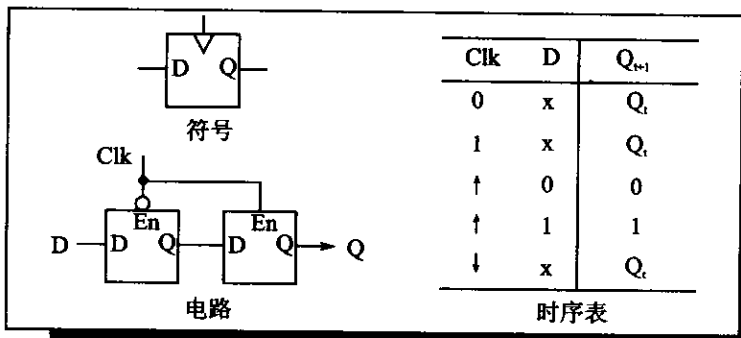 D Q
符号
Clk
En En
D D Q D Q Q
电路
Clk D Qt+1
0 x Qt
1 x Qt
↑ 0 0
↑ 1 1
↓ x Qt
时序表